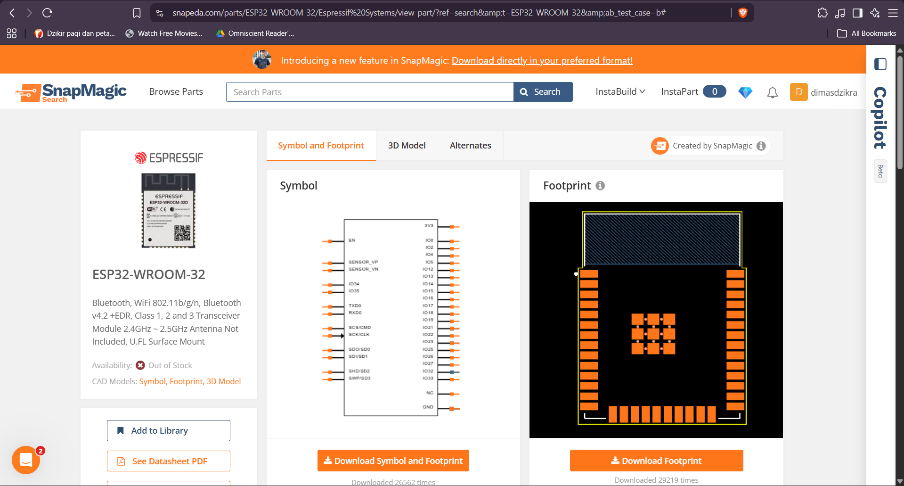 snapeda.com/parts/ESP32 WROOM 32/Espressif%20Systems/view part/?ref search&amp;t ESP32 WROOM 32&amp;ab_test_case b#
Dzikir paqi dan peta...
Watch Free Movies...
Omniscient Reader'...
All Bookmarks
Introducing a new feature in SnapMagic: Download directly in your preferred format!
SnapMagic
Search
Browse Parts
Search Parts
Search
InstaBuild
InstaPart
0
D
dimasdzikra
Copilot
Beta
Symbol and Footprint
3D Model
Alternates
Created by SnapMagic
ESPRESSIF
ESPRESSIF
ESP32-WROOM-32D
ESP32-WROOM-32
Bluetooth, WiFi 802.11b/g/n, Bluetooth
v4.2 +EDR, Class 1, 2 and 3 Transceiver
Module 2.4GHz ~ 2.5GHz Antenna Not
Included, U.FL Surface Mount
Availability: Out of Stock
CAD Models: Symbol, Footprint, 3D Model
Add to Library
See Datasheet PDF
2
Symbol
EN
SENSOR_VP
SENSOR_VN
IO34
IO35
TXD0
RXD0
SCS/CMD
SCK/CLK
SDO/SD0
SDI/SD1
SHD/SD2
SWP/SD3
3V3
IO0
IO2
IO4
IO5
IO12
IO13
IO14
IO15
IO16
IO17
IO18
IO19
IO21
IO22
IO23
IO25
IO26
IO27
IO32
IO33
NC
GND
Download Symbol and Footprint
Downloaded 26562 times
Footprint
Download Footprint
Downloaded 29219 times